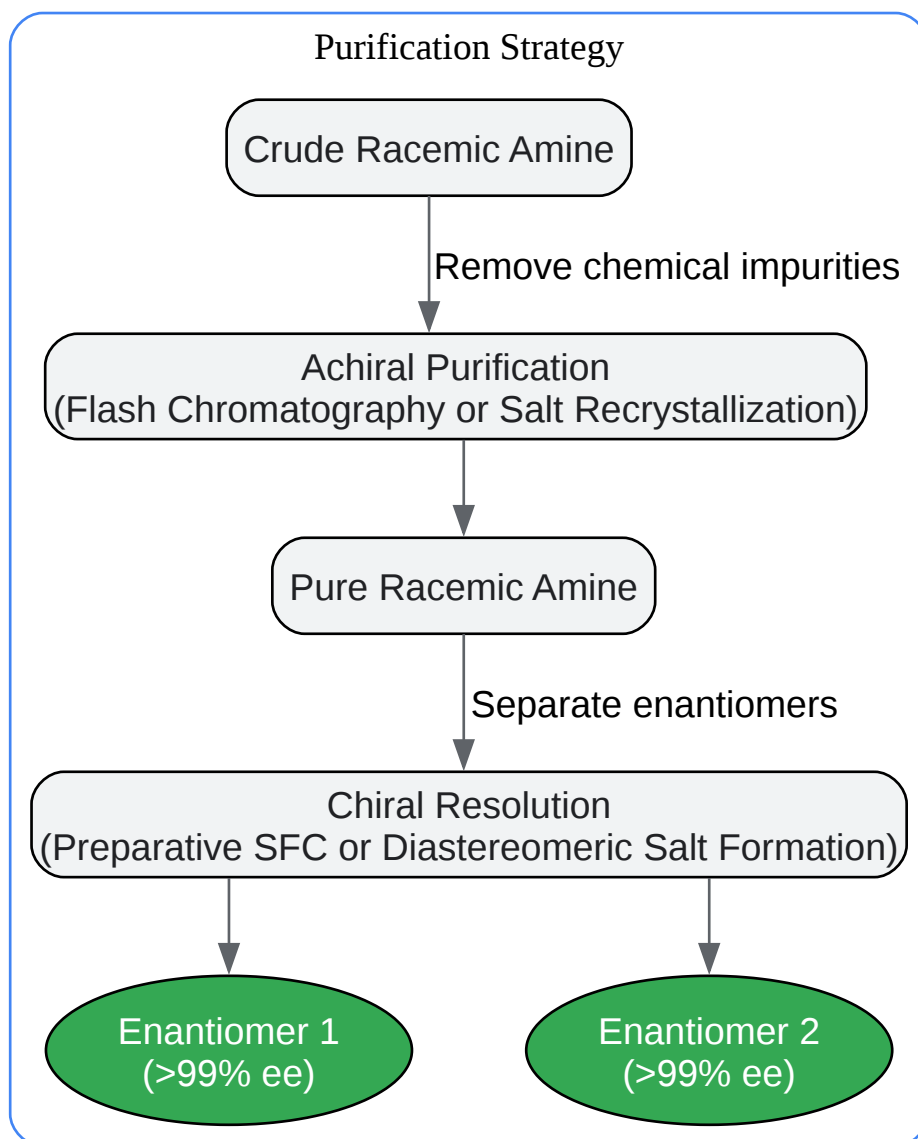 Purification Strategy
Crude Racemic Amine
Remove chemical impurities
Achiral Purification
(Flash Chromatography or Salt Recrystallization)
Pure Racemic Amine
Separate enantiomers
Chiral Resolution
(Preparative SFC or Diastereomeric Salt Formation)
Enantiomer 1
(>99% ee)
Enantiomer 2
(>99% ee)